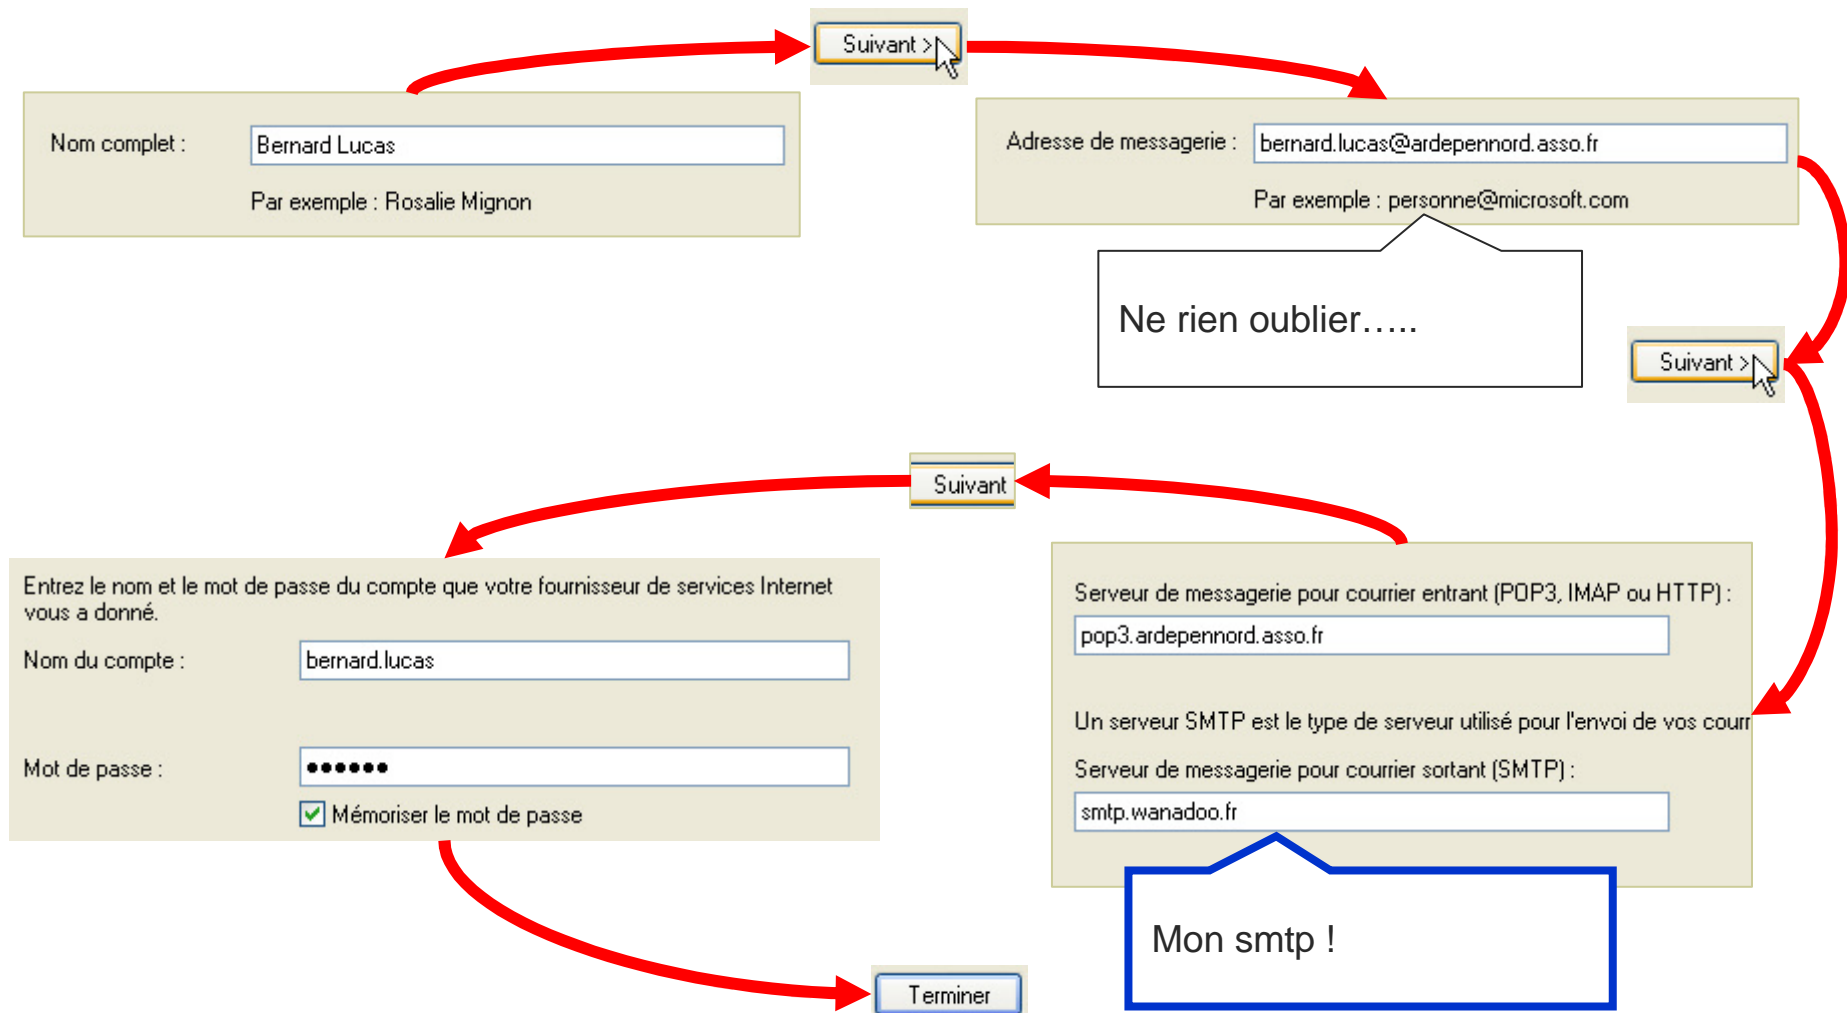 Suivant >
Nom complet :
Bernard Lucas
Par exemple : Rosalie Mignon
Adresse de messagerie :
bernard.lucas@ardepennord.asso.fr
Par exemple : personne@microsoft.com
Ne rien oublier…..
Suivant >
Suivant
Serveur de messagerie pour courrier entrant (POP3, IMAP ou HTTP) :
pop3.ardepennord.asso.fr
Un serveur SMTP est le type de serveur utilisé pour l'envoi de vos courr
Serveur de messagerie pour courrier sortant (SMTP) :
smtp.wanadoo.fr
Mon smtp !
Entrez le nom et le mot de passe du compte que votre fournisseur de services Internet
vous a donné.
Nom du compte :
bernard.lucas
Mot de passe :
••••••
Mémoriser le mot de passe
Terminer